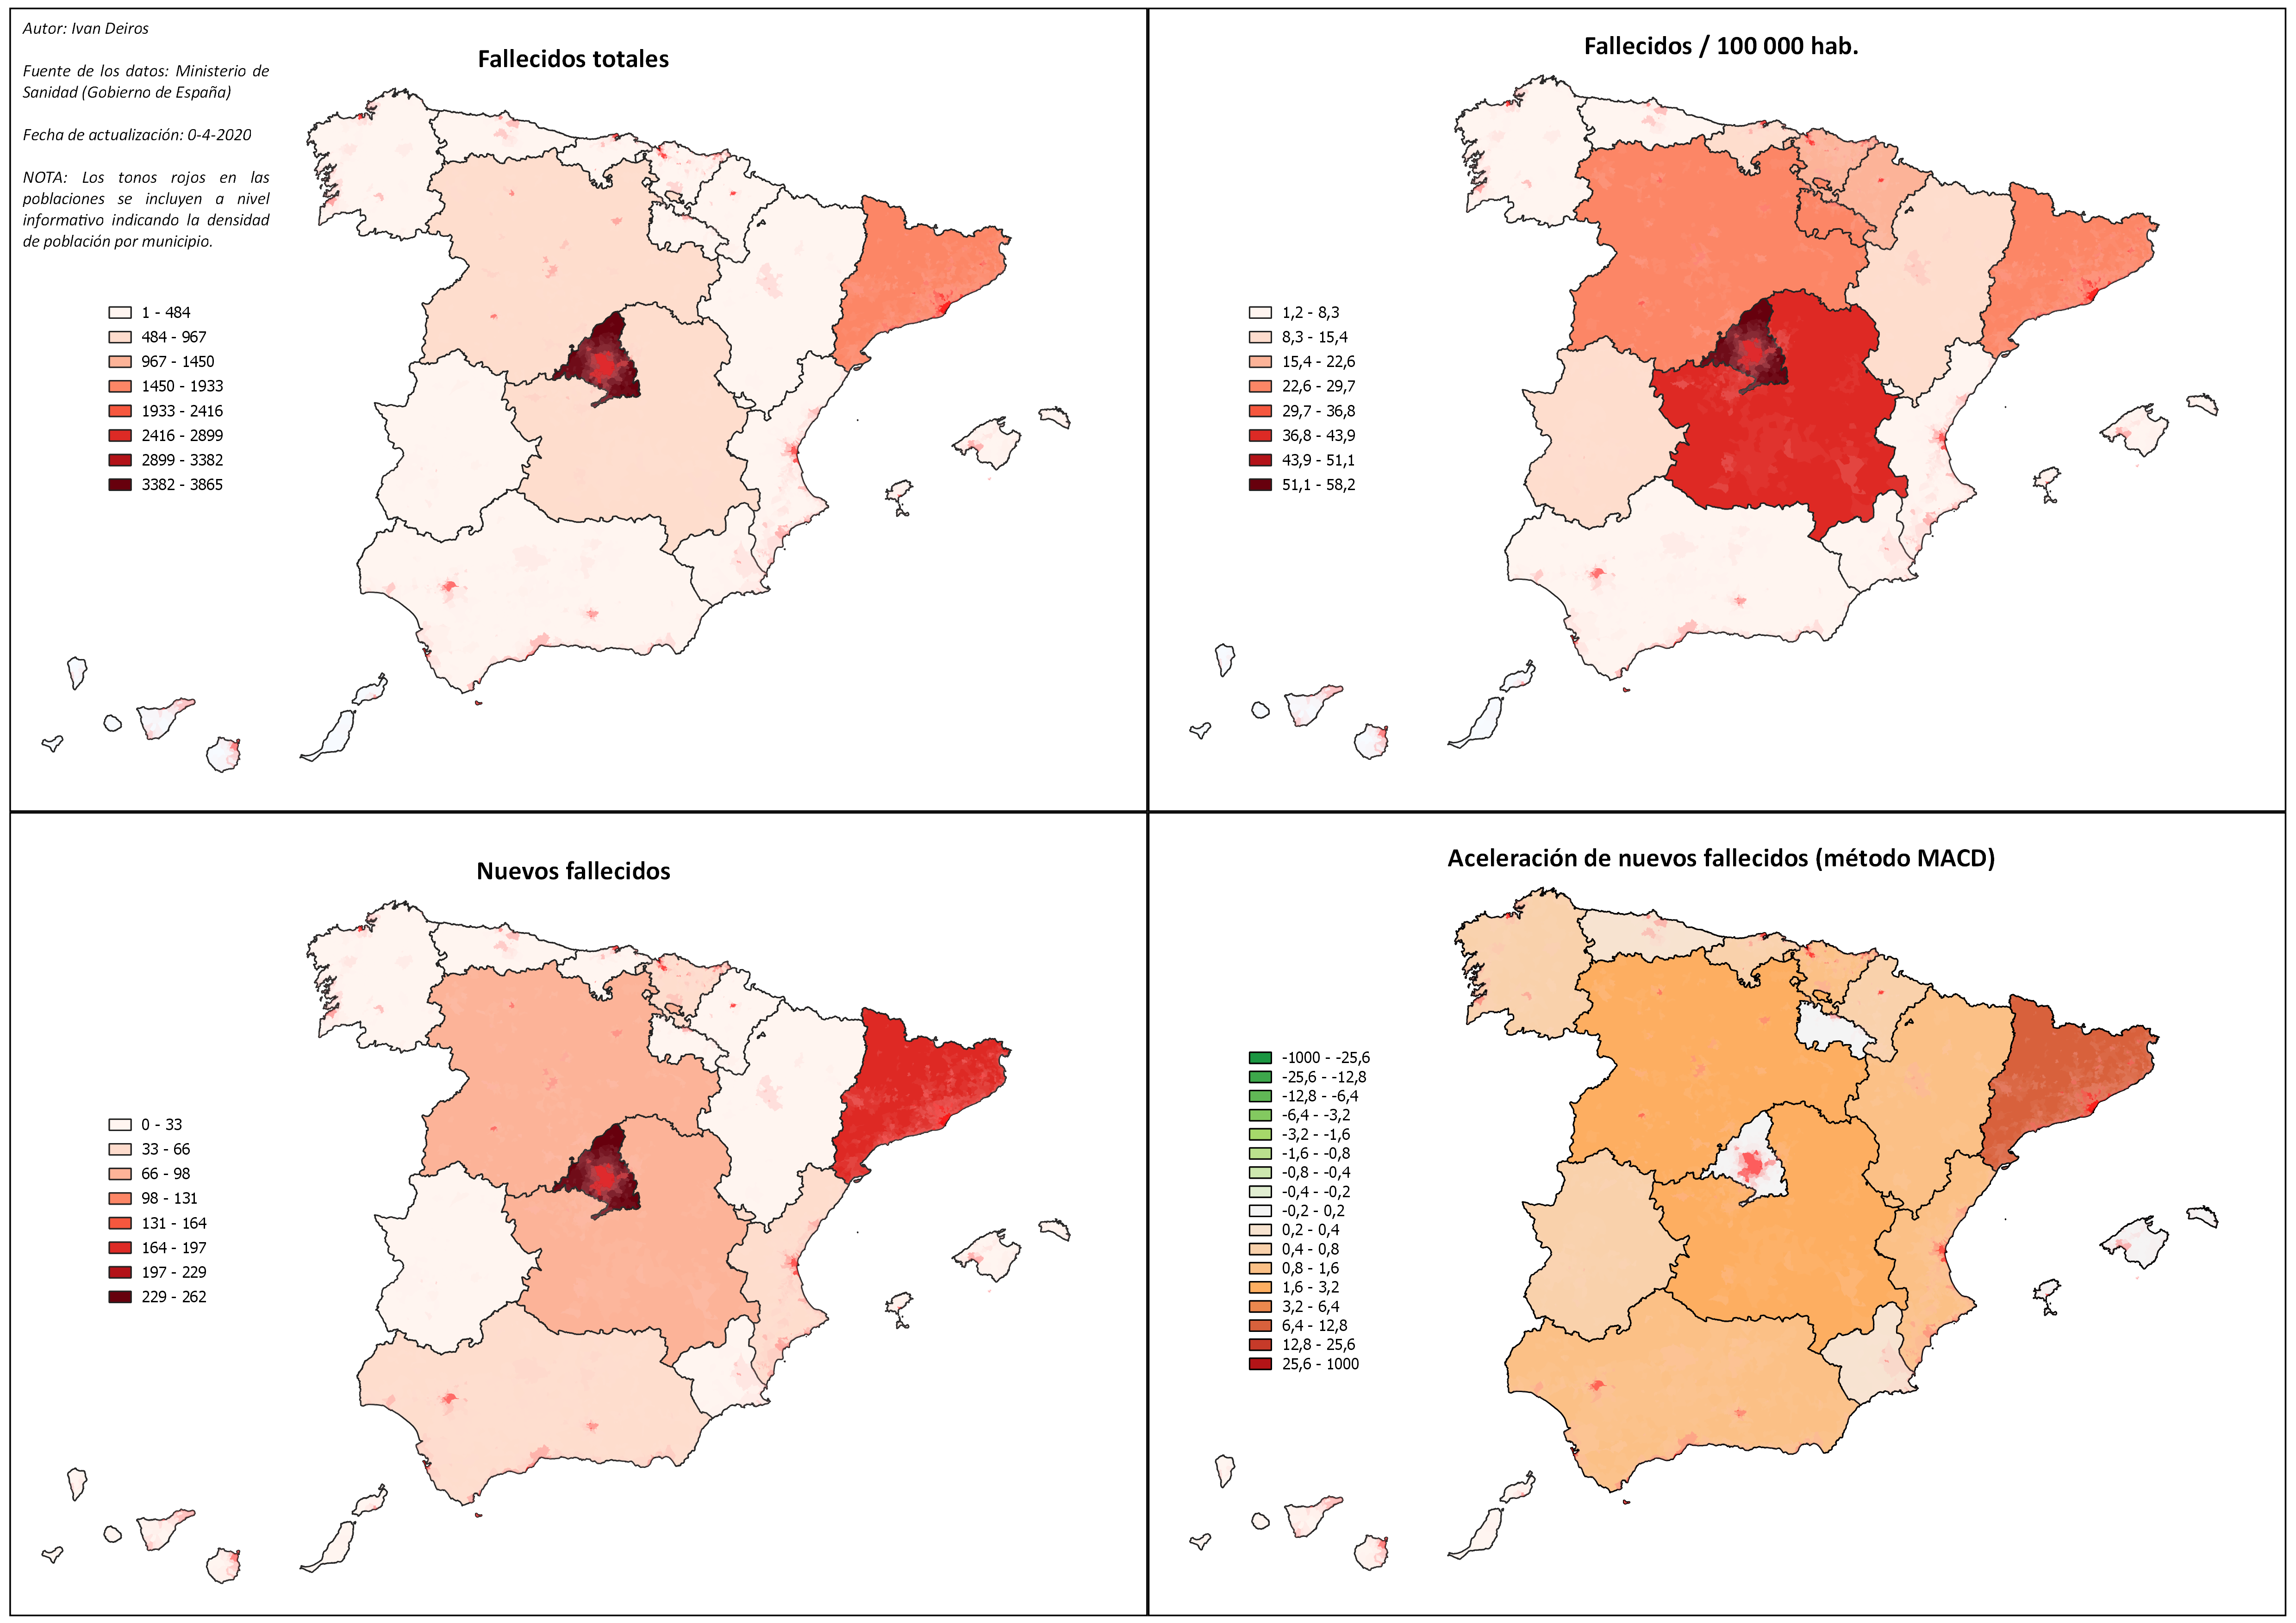 Autor: Ivan Deiros
Fuente de los datos: Ministerio de
Sanidad (Gobierno de España)
Fecha de actualización: 0-4-2020
NOTA: Los tonos rojos en las
poblaciones se incluyen a nivel
informativo indicando la densidad
de población por municipio.
Fallecidos totales
1 - 484
484 - 967
967 - 1450
1450 - 1933
1933 - 2416
2416 - 2899
2899 - 3382
3382 - 3865
Fallecidos / 100 000 hab.
1,2 - 8,3
8,3 - 15,4
15,4 - 22,6
22,6 - 29,7
29,7 - 36,8
36,8 - 43,9
43,9 - 51,1
51,1 - 58,2
Nuevos fallecidos
0 - 33
33 - 66
66 - 98
98 - 131
131 - 164
164 - 197
197 - 229
229 - 262
Aceleración de nuevos fallecidos (método MACD)
-1000 - -25,6
-25,6 - -12,8
-12,8 - -6,4
-6,4 - -3,2
-3,2 - -1,6
-1,6 - -0,8
-0,8 - -0,4
-0,4 - -0,2
-0,2 - 0,2
0,2 - 0,4
0,4 - 0,8
0,8 - 1,6
1,6 - 3,2
3,2 - 6,4
6,4 - 12,8
12,8 - 25,6
25,6 - 1000